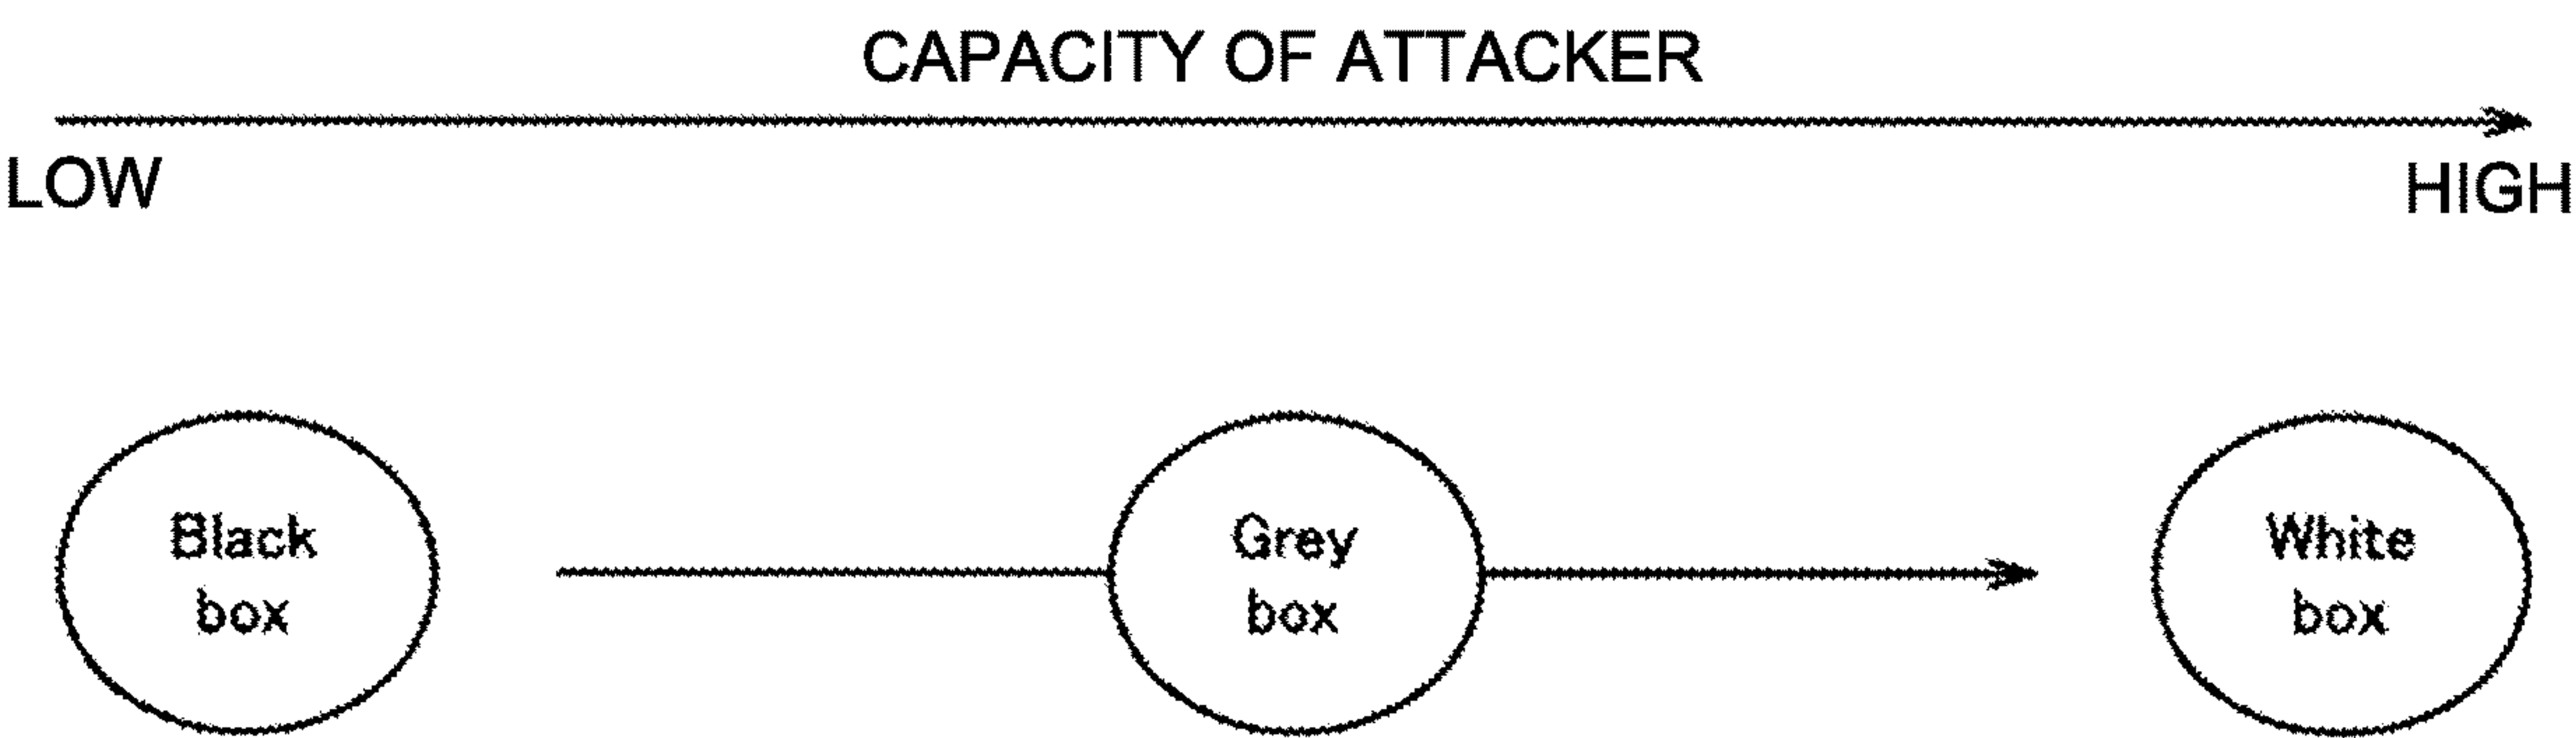 CAPACITY OF ATTACKER
LOW
HIGH
Black
box
Grey
box
White
box